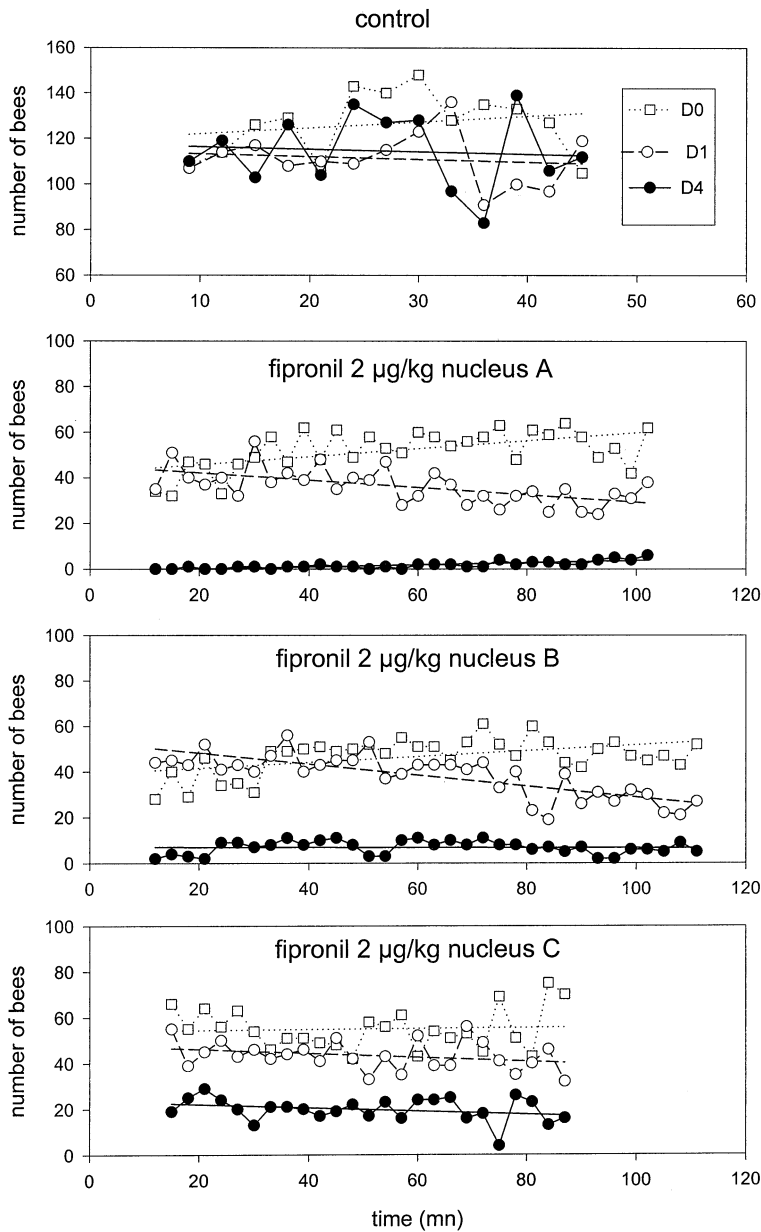 control
160
140
120
100
80
60
number of bees
0 10 20 30 40 50 60
D0
D1
D4
fipronil 2 µg/kg nucleus A
100
80
60
40
20
0
number of bees
0 20 40 60 80 100 120
fipronil 2 µg/kg nucleus B
100
80
60
40
20
0
number of bees
0 20 40 60 80 100 120
fipronil 2 µg/kg nucleus C
100
80
60
40
20
0
number of bees
0 20 40 60 80 100 120
time (mn)